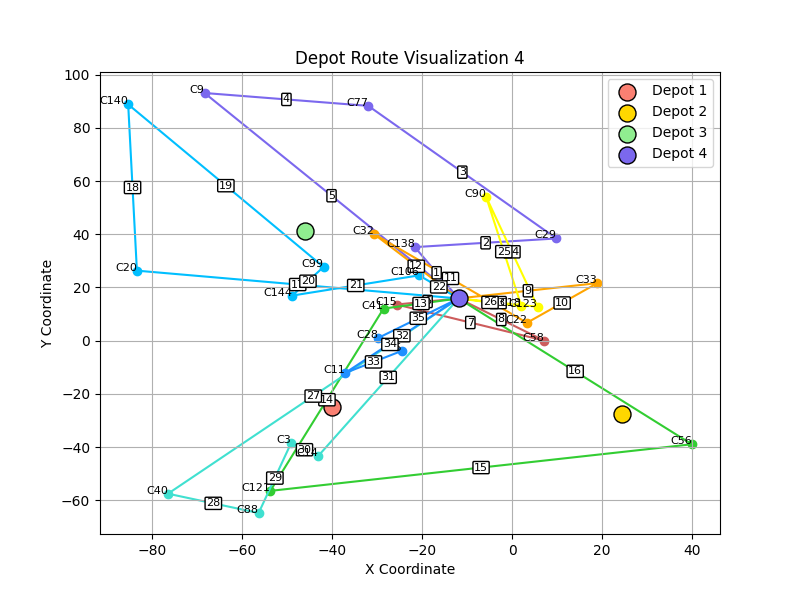 Depot Route Visualization 4
Depot 1
Depot 2
Depot 3
Depot 4
Y Coordinate
100
80
60
40
20
0
−20
−40
−60
−80
−60
−40
−20
0
20
40
X Coordinate
C9
C140
C77
C90
C32
C29
C138
C99
C20
C106
C144
C33
C15
C45
C123
C22
C28
C58
C11
C3
C56
C121
C40
C88
4
18
19
3
5
2
25
4
12
1
11
20
21
22
9
10
13
26
8
7
35
32
34
33
31
16
27
14
30
29
15
28